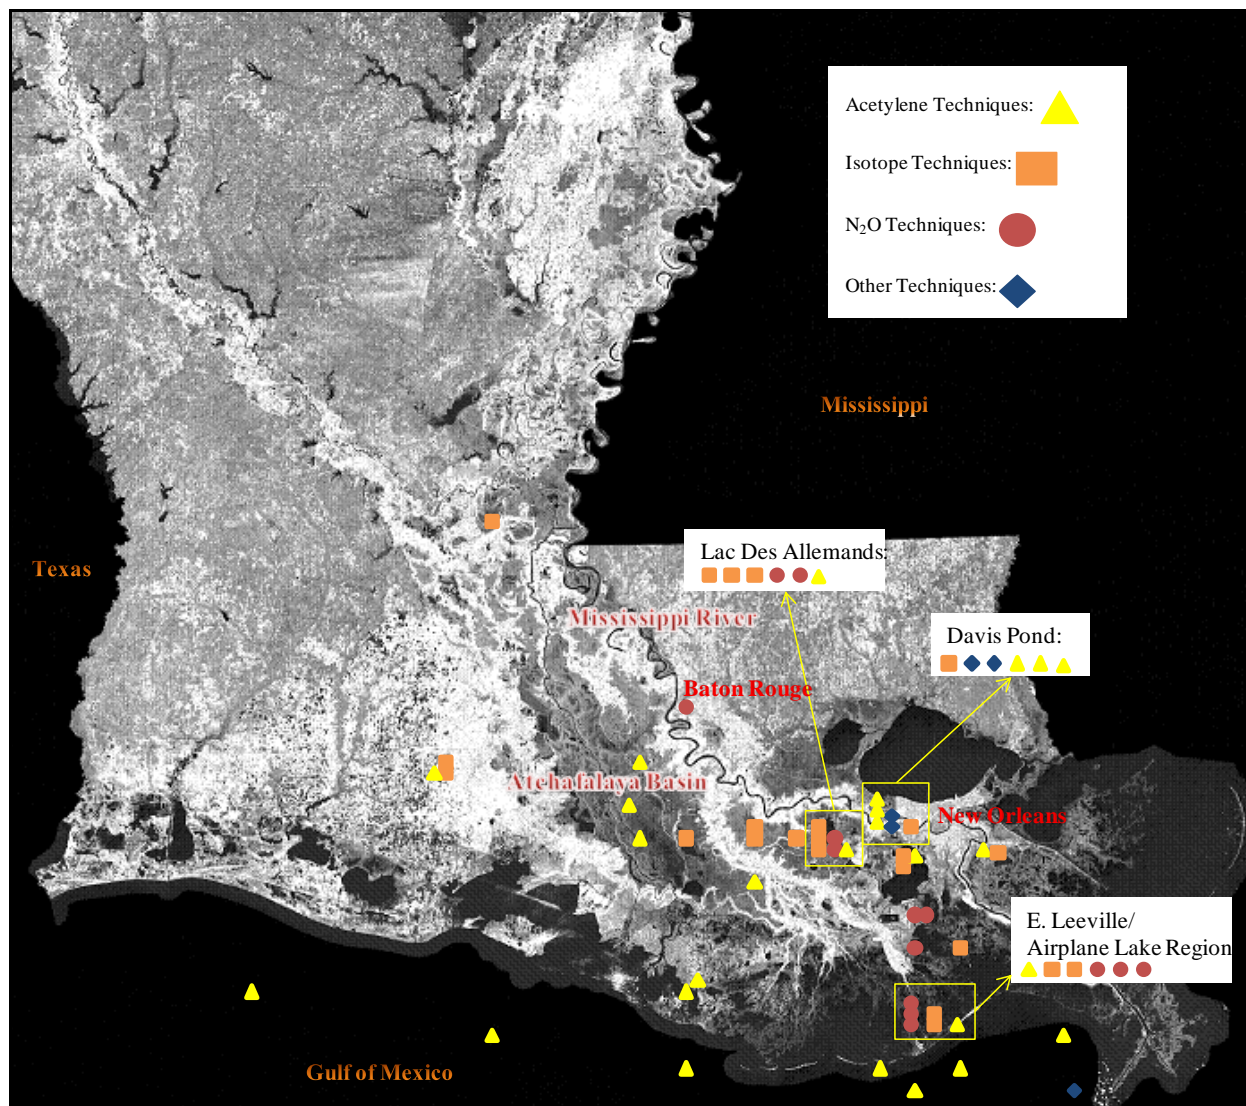 Acetylene Techniques:
Isotope Techniques:
N₂O Techniques:
Other Techniques:
Mississippi
Lac Des Allemands:
Texas
Mississippi River
Davis Pond:
Baton Rouge
Atchafalaya Basin
New Orleans
E. Leeville/
Airplane Lake Region
Gulf of Mexico